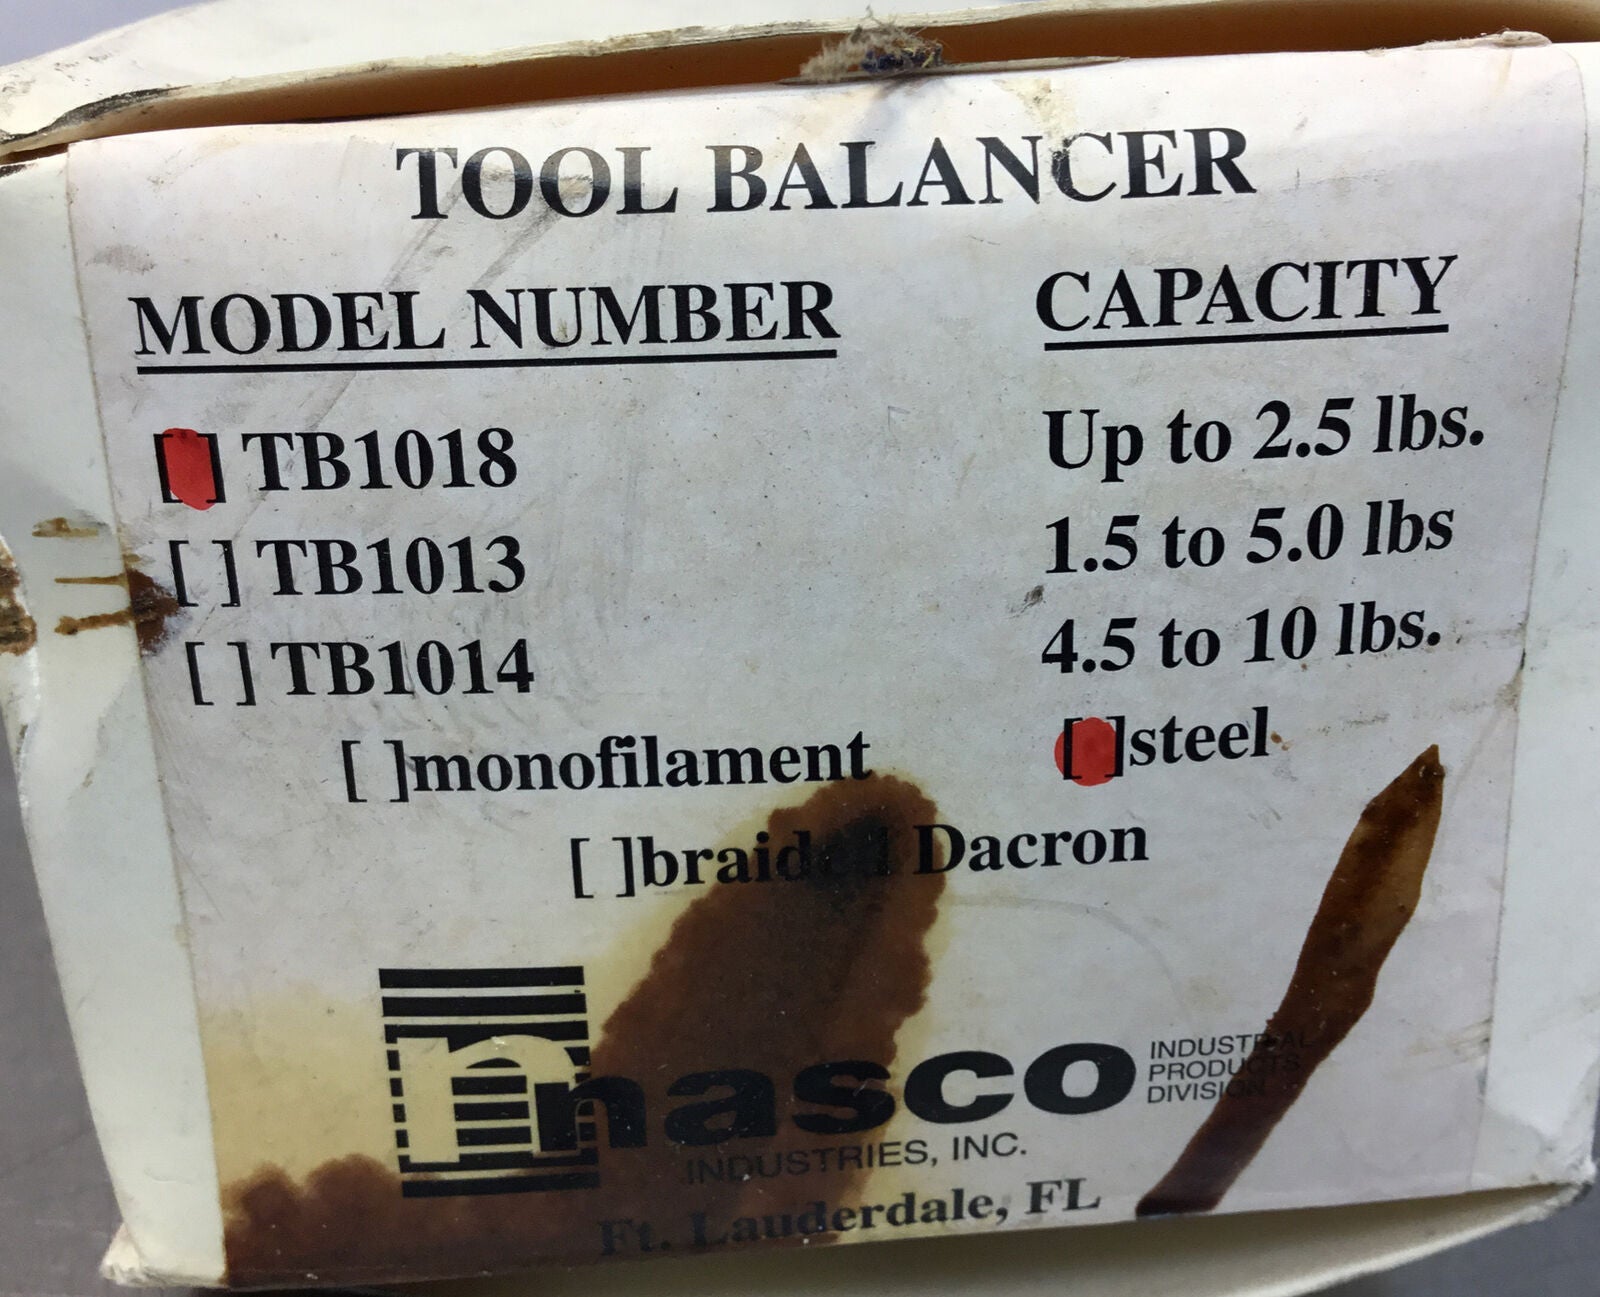 TOOL BALANCER
MODEL NUMBER CAPACITY
[ ] TB1018 Up to 2.5 lbs.
[ ] TB1013 1.5 to 5.0 lbs
[ ] TB1014 4.5 to 10 lbs.
[ ]monofilament [ ]steel
[ ]braided Dacron
n nasco INDUSTRIAL
PRODUCTS
DIVISION
INDUSTRIES, INC.
Ft. Lauderdale, FL